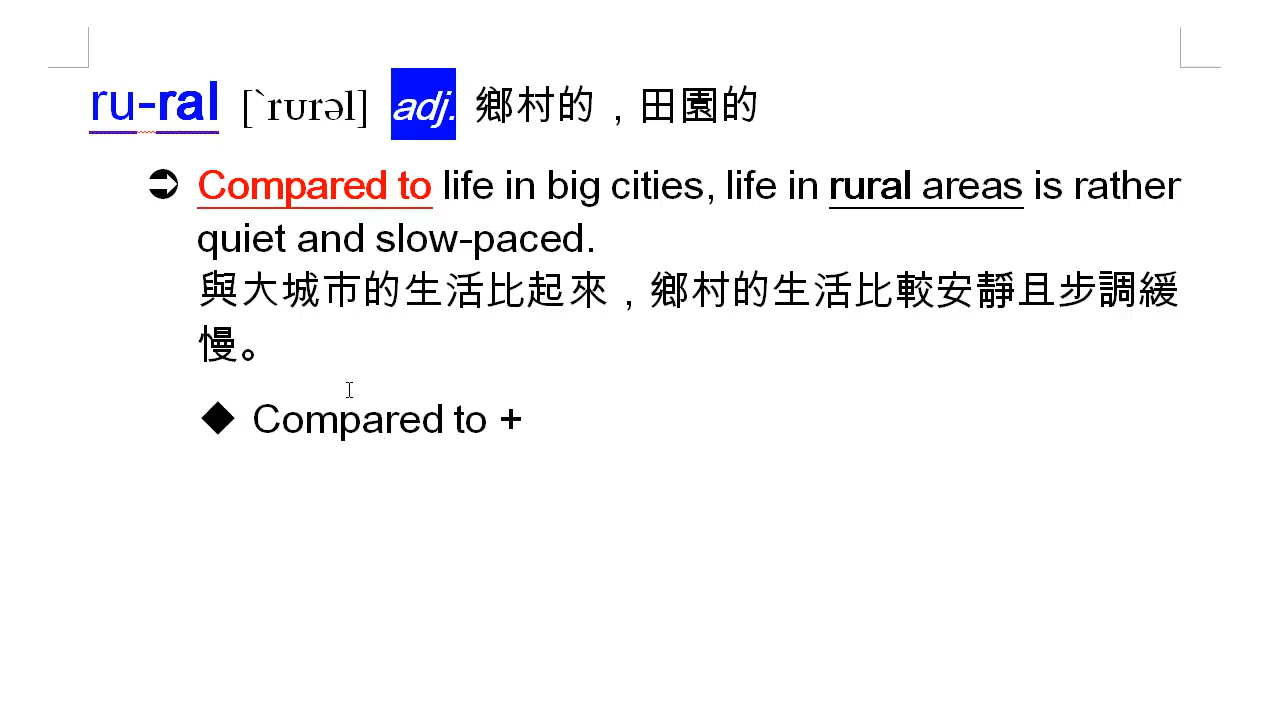 ru-ral [ˋrʊrəl] adj. 鄉村的，田園的
➲ Compared to life in big cities, life in rural areas is rather
quiet and slow-paced.
與大城市的生活比起來，鄉村的生活比較安靜且步調緩
慢。
◆ Compared to +